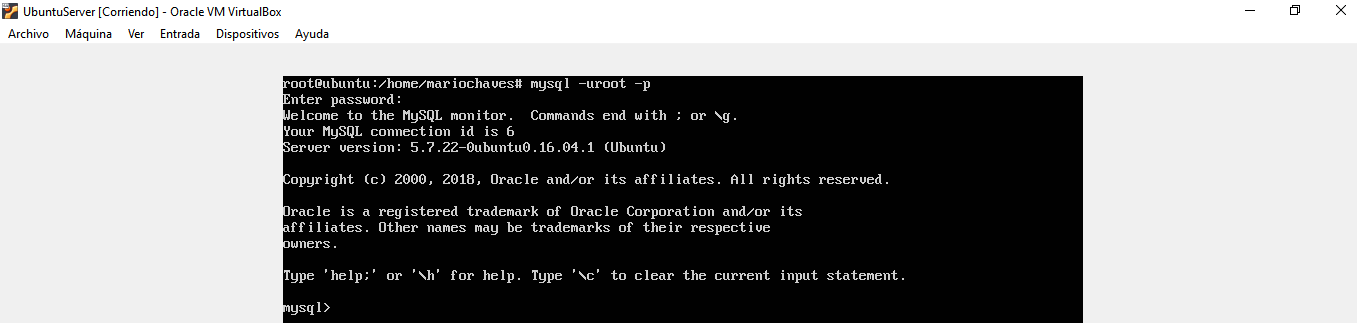 UbuntuServer [Corriendo] - Oracle VM VirtualBox
Archivo Máquina Ver Entrada Dispositivos Ayuda
root@ubuntu:/home/mariochaves# mysql -uroot -p
Enter password:
Welcome to the MySQL monitor.  Commands end with ; or \g.
Your MySQL connection id is 6
Server version: 5.7.22-0ubuntu0.16.04.1 (Ubuntu)
Copyright (c) 2000, 2018, Oracle and/or its affiliates. All rights reserved.
Oracle is a registered trademark of Oracle Corporation and/or its
affiliates. Other names may be trademarks of their respective
owners.
Type 'help;' or '\h' for help. Type '\c' to clear the current input statement.
mysql>